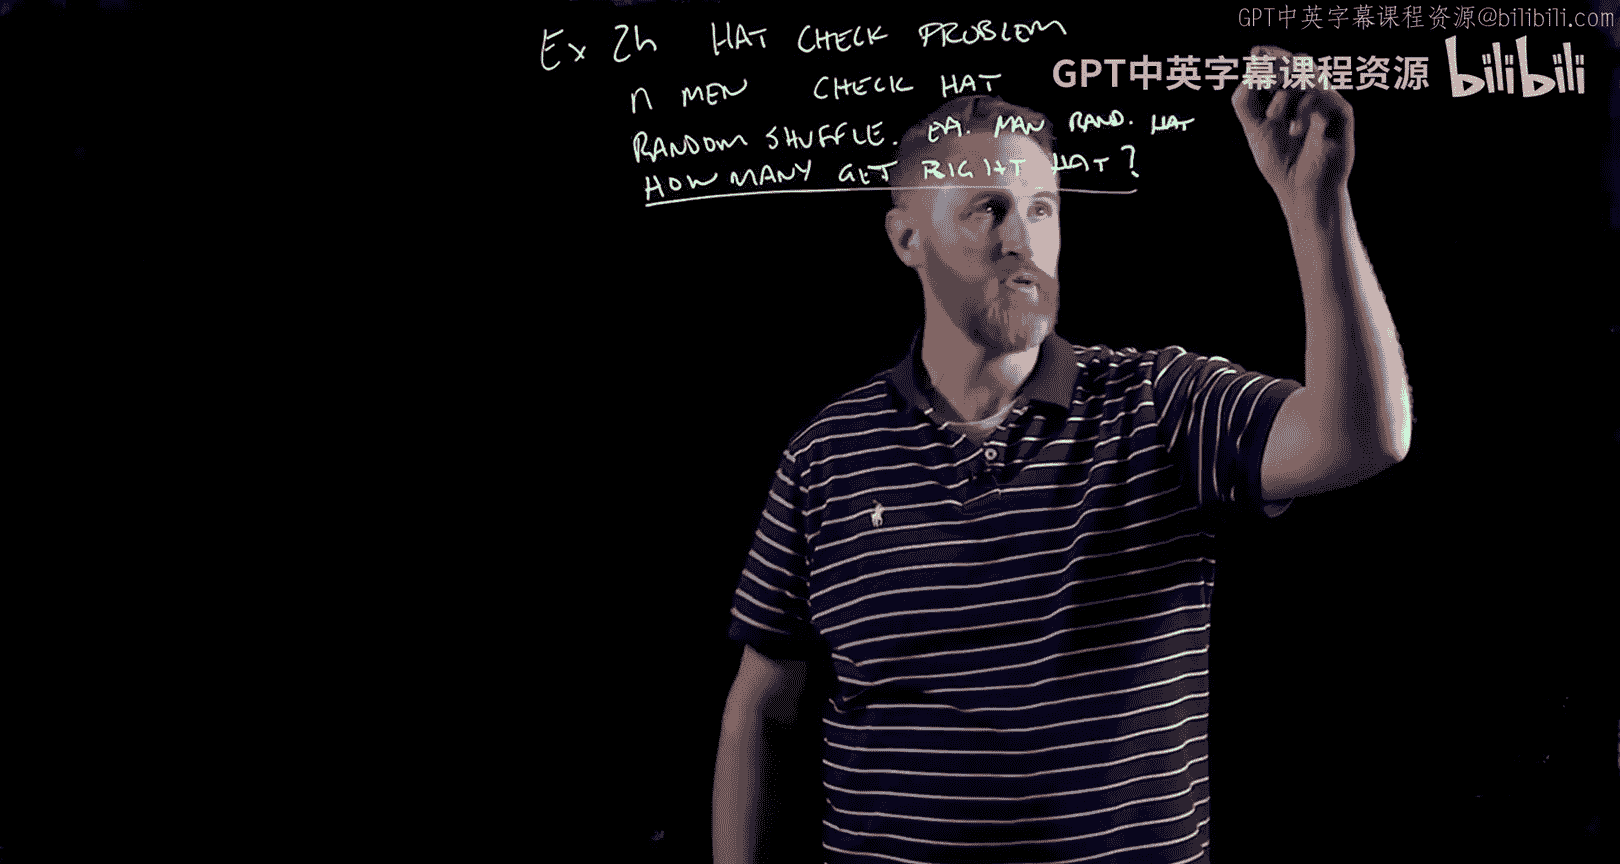 GPT中英字幕课程资源@bilibili.com
GPT中英字幕课程资源 bilibili
Ex 2h HAT CHECK PROBLEM
n MEN CHECK HAT
RANDOM SHUFFLE. EA. MAN RAND. HAT
HOW MANY GET RIGHT HAT?